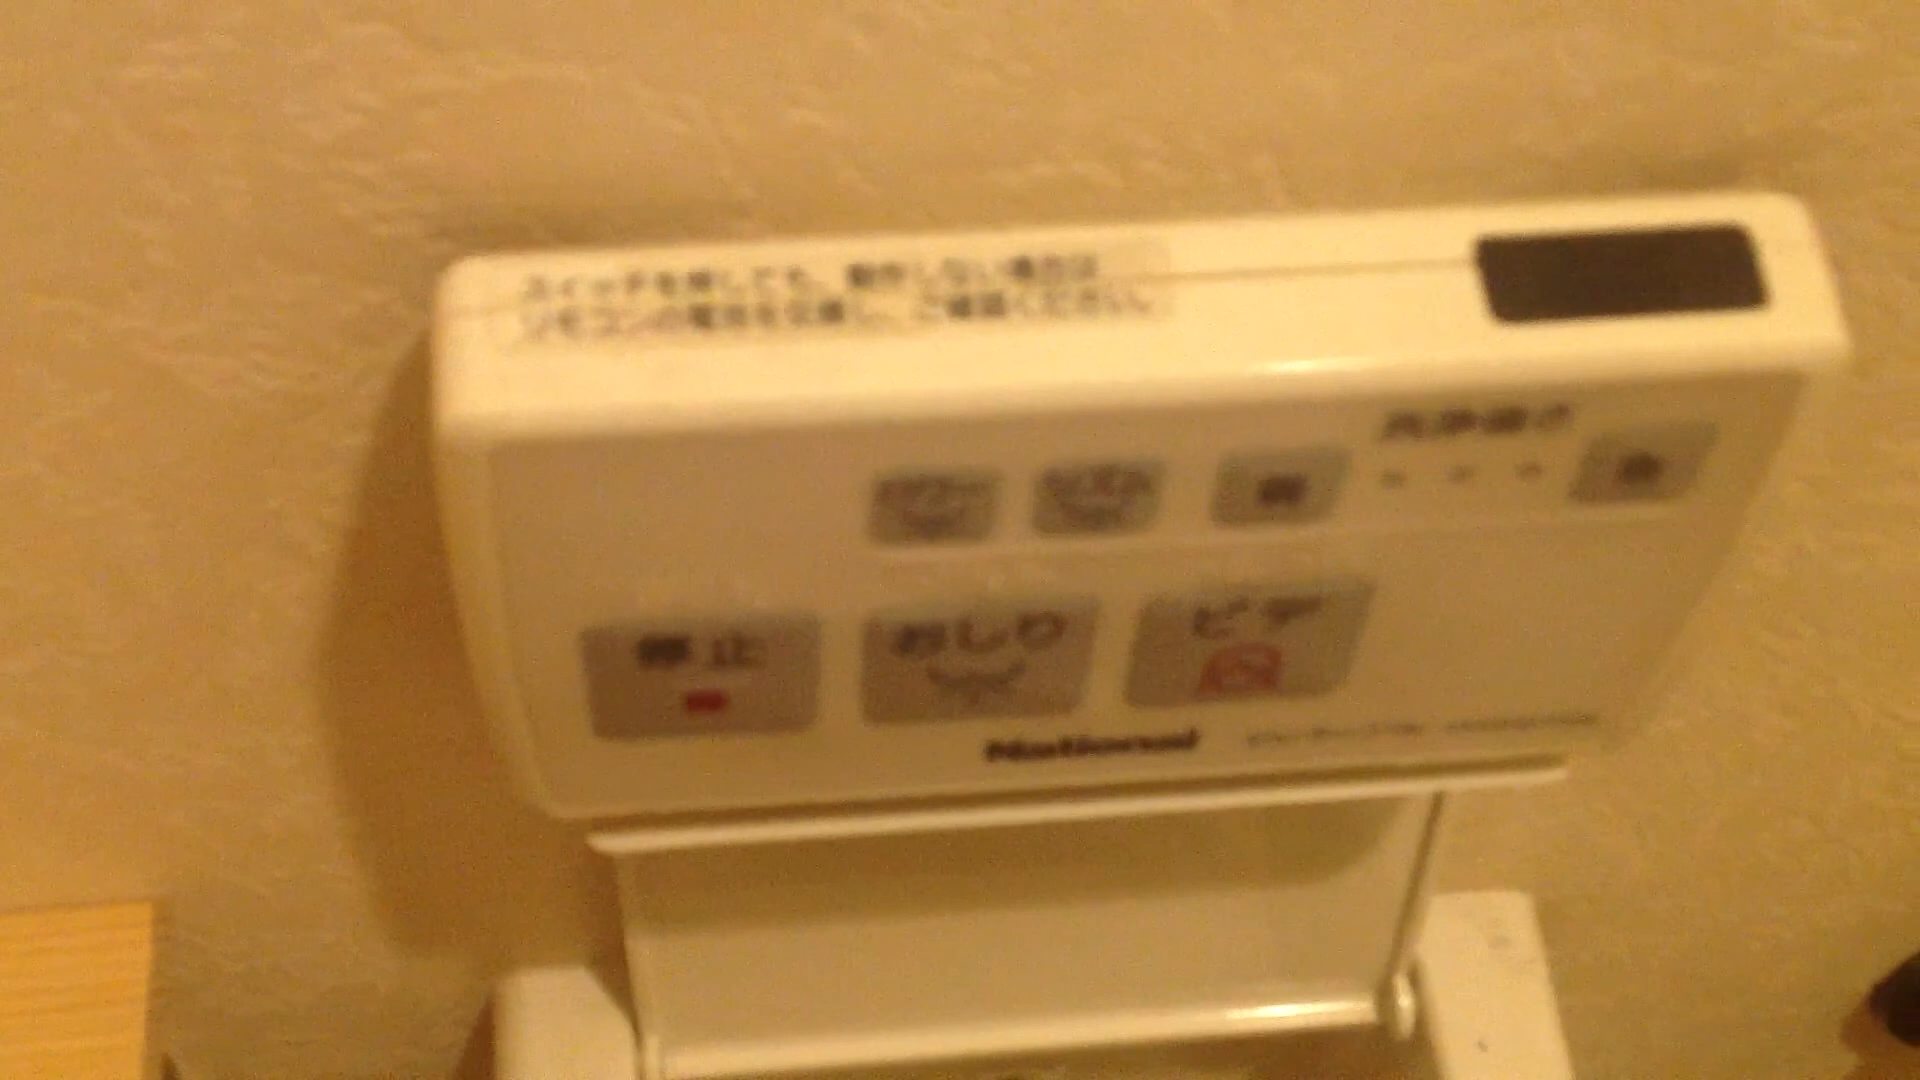 スイッチを押しても、動作しない場合は
リモコンの電池を交換し、ご確認ください。
洗浄強さ
停止
おしり
ビデ
National